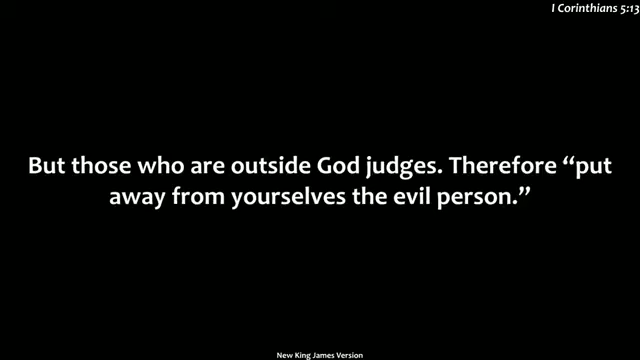 I Corinthians 5:13
But those who are outside God judges. Therefore “put
away from yourselves the evil person.”
New King James Version